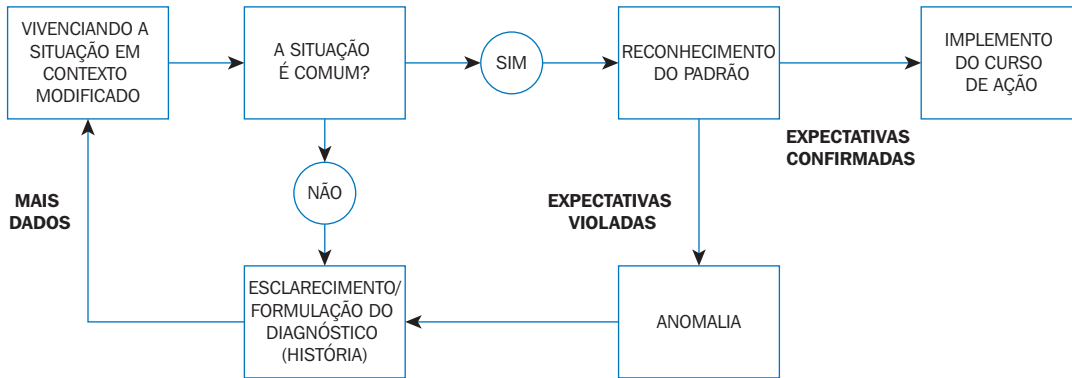 VIVENCIANDO A
SITUAÇÃO EM
CONTEXTO
MODIFICADO
A SITUAÇÃO
É COMUM?
SIM
RECONHECIMENTO
DO PADRÃO
IMPLEMENTO
DO CURSO
DE AÇÃO
EXPECTATIVAS
CONFIRMADAS
MAIS
DADOS
NÃO
EXPECTATIVAS
VIOLADAS
ESCLARECIMENTO/
FORMULAÇÃO DO
DIAGNÓSTICO
(HISTÓRIA)
ANOMALIA